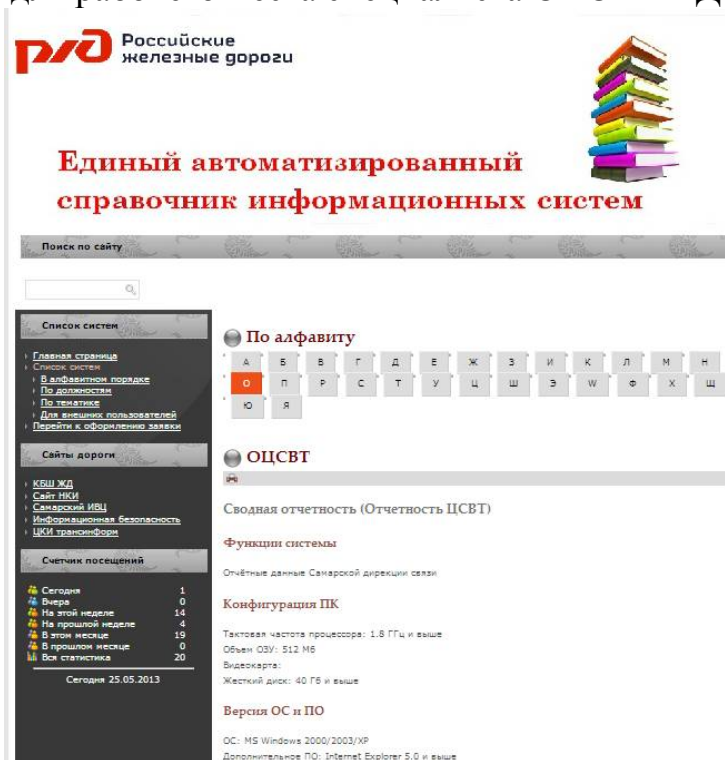 Российские
железные дороги
Единый автоматизированный
справочник информационных систем
Поиск по сайту
Список систем
Главная страница
Список систем
В алфавитном порядке
По должностям
По тематике
Для внешних пользователей
Перейти к оформлению заявки
Сайты дороги
КБШ ЖД
Сайт НКИ
Самарский ИВЦ
Информационная безопасность
ЦКИ трансинформ
Счетчик посещений
Сегодня 1
Вчера 0
На этой неделе 14
На прошлой неделе 4
В этом месяце 19
В прошлом месяце 0
Вся статистика 20
Сегодня 25.05.2013
По алфавиту
А Б В Г Д Е Ж З И К Л М Н
О П Р С Т У Ц Ш Э W Ф Х Щ
Ю Я
ОЦСВТ
Сводная отчетность (Отчетность ЦСВТ)
Функции системы
Отчётные данные Самарской дирекции связи
Конфигурация ПК
Тактовая частота процессора: 1.8 ГГц и выше
Объем ОЗУ: 512 Мб
Видеокарта:
Жесткий диск: 40 Гб и выше
Версия ОС и ПО
ОС: MS Windows 2000/2003/XP
Дополнительное ПО: Internet Explorer 5.0 и выше